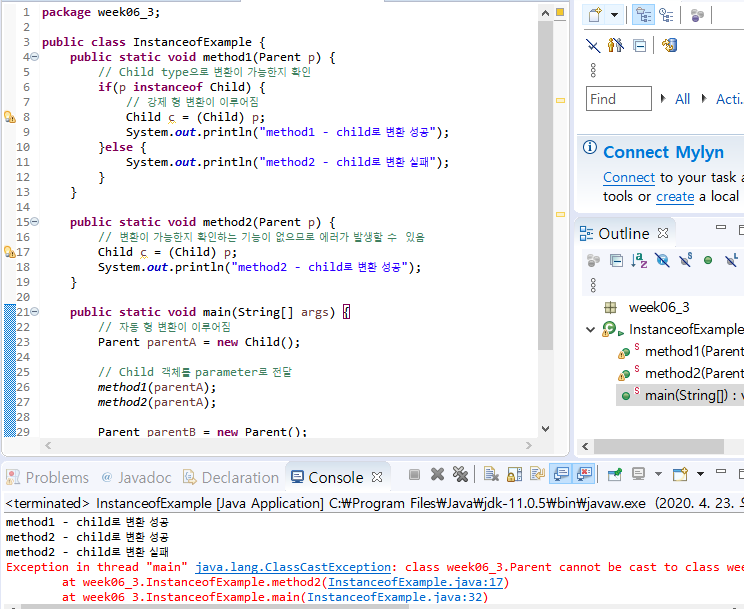 1 package week06_3;
2
3 public class InstanceofExample {
4 public static void method1(Parent p) {
5 // Child type으로 변환이 가능한지 확인
6 if(p instanceof Child) {
7 // 강제 형 변환이 이루어짐
8 Child c = (Child) p;
9 System.out.println("method1 - child로 변환 성공");
10 }else {
11 System.out.println("method2 - child로 변환 실패");
12 }
13 }
14
15 public static void method2(Parent p) {
16 // 변환이 가능한지 확인하는 기능이 없으므로 에러가 발생할 수 있음
17 Child c = (Child) p;
18 System.out.println("method2 - child로 변환 성공");
19 }
20
21 public static void main(String[] args) {
22 // 자동 형 변환이 이루어짐
23 Parent parentA = new Child();
24
25 // Child 객체를 parameter로 전달
26 method1(parentA);
27 method2(parentA);
28
29 Parent parentB = new Parent();
Find All Acti...
Connect Mylyn
Connect to your task a
tools or create a local
Outline
week06_3
InstanceofExample
method1(Parent
method2(Parent
main(String[]) : v
Problems @ Javadoc Declaration Console
<terminated> InstanceofExample [Java Application] C:₩Program Files₩Java₩jdk-11.0.5₩bin₩javaw.exe (2020. 4. 23. 오
method1 - child로 변환 성공
method2 - child로 변환 성공
method2 - child로 변환 실패
Exception in thread "main" java.lang.ClassCastException: class week06_3.Parent cannot be cast to class wee
at week06_3.InstanceofExample.method2(InstanceofExample.java:17)
at week06_3.InstanceofExample.main(InstanceofExample.java:32)